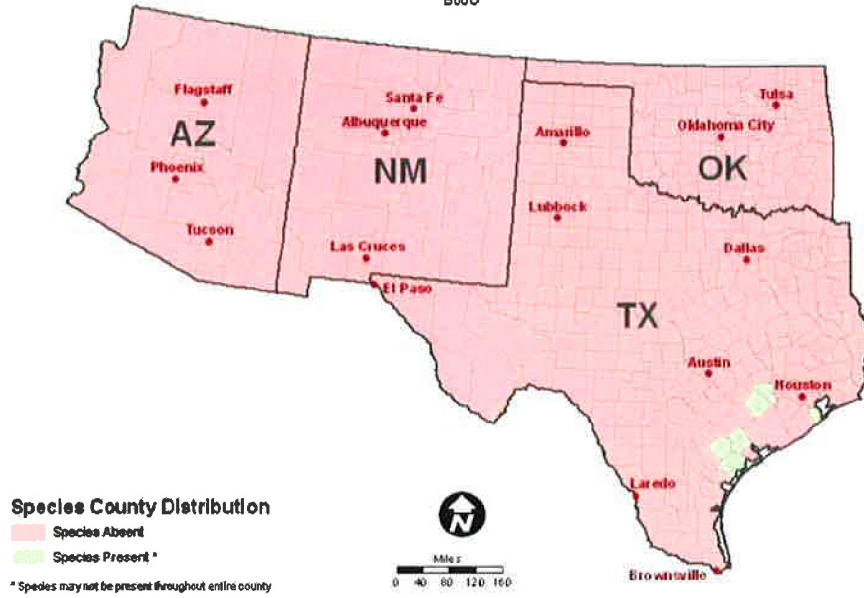 Flagstaff
AZ
Phoenix
Tucson
Santa Fe
Albuquerque
NM
Las Cruces
El Paso
Tulsa
Oklahoma City
OK
Amarillo
Lubbock
Dallas
TX
Austin
Houston
Laredo
Brownsville
Species County Distribution
Species Absent
Species Present *
* Species may not be present throughout entire county
N
Miles
0 40 80 120 160